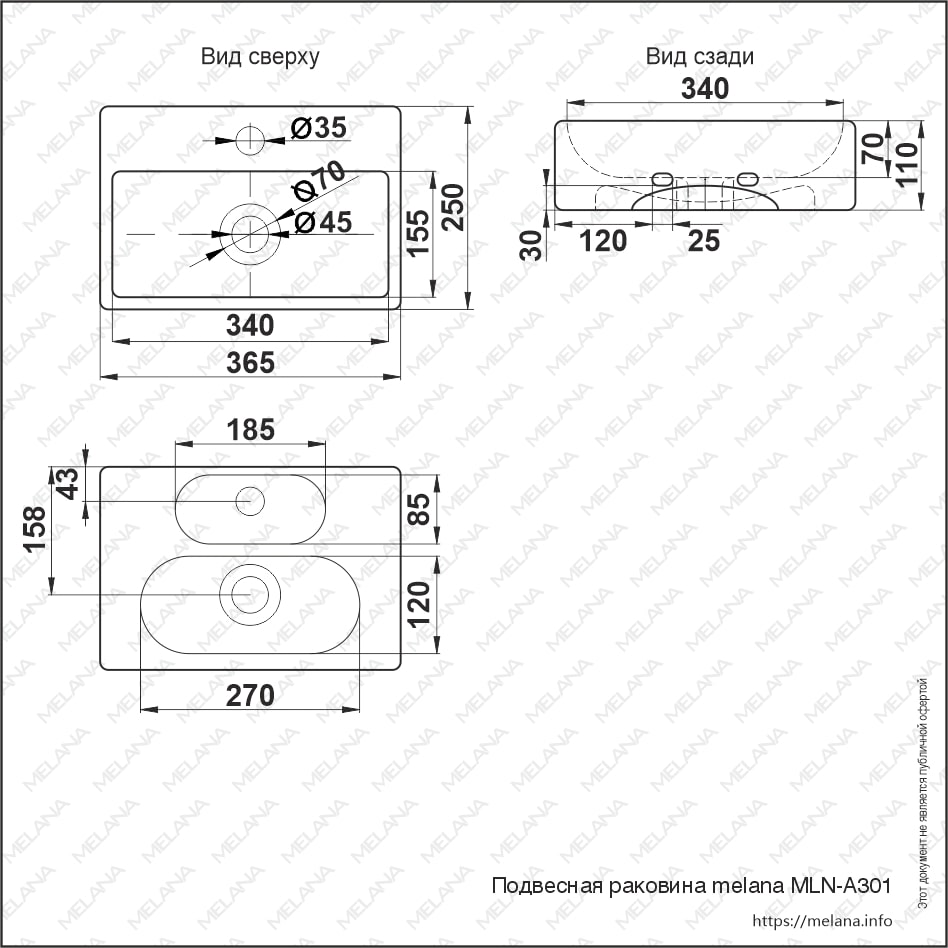 Вид сверху
Вид сзади
340
Ø35
Ø70
Ø45
155
250
340
365
70
110
30
120
25
185
43
158
85
120
270
Этот документ не является публичной офертой
Подвесная раковина melana MLN-A301
https://melana.info
MELANA